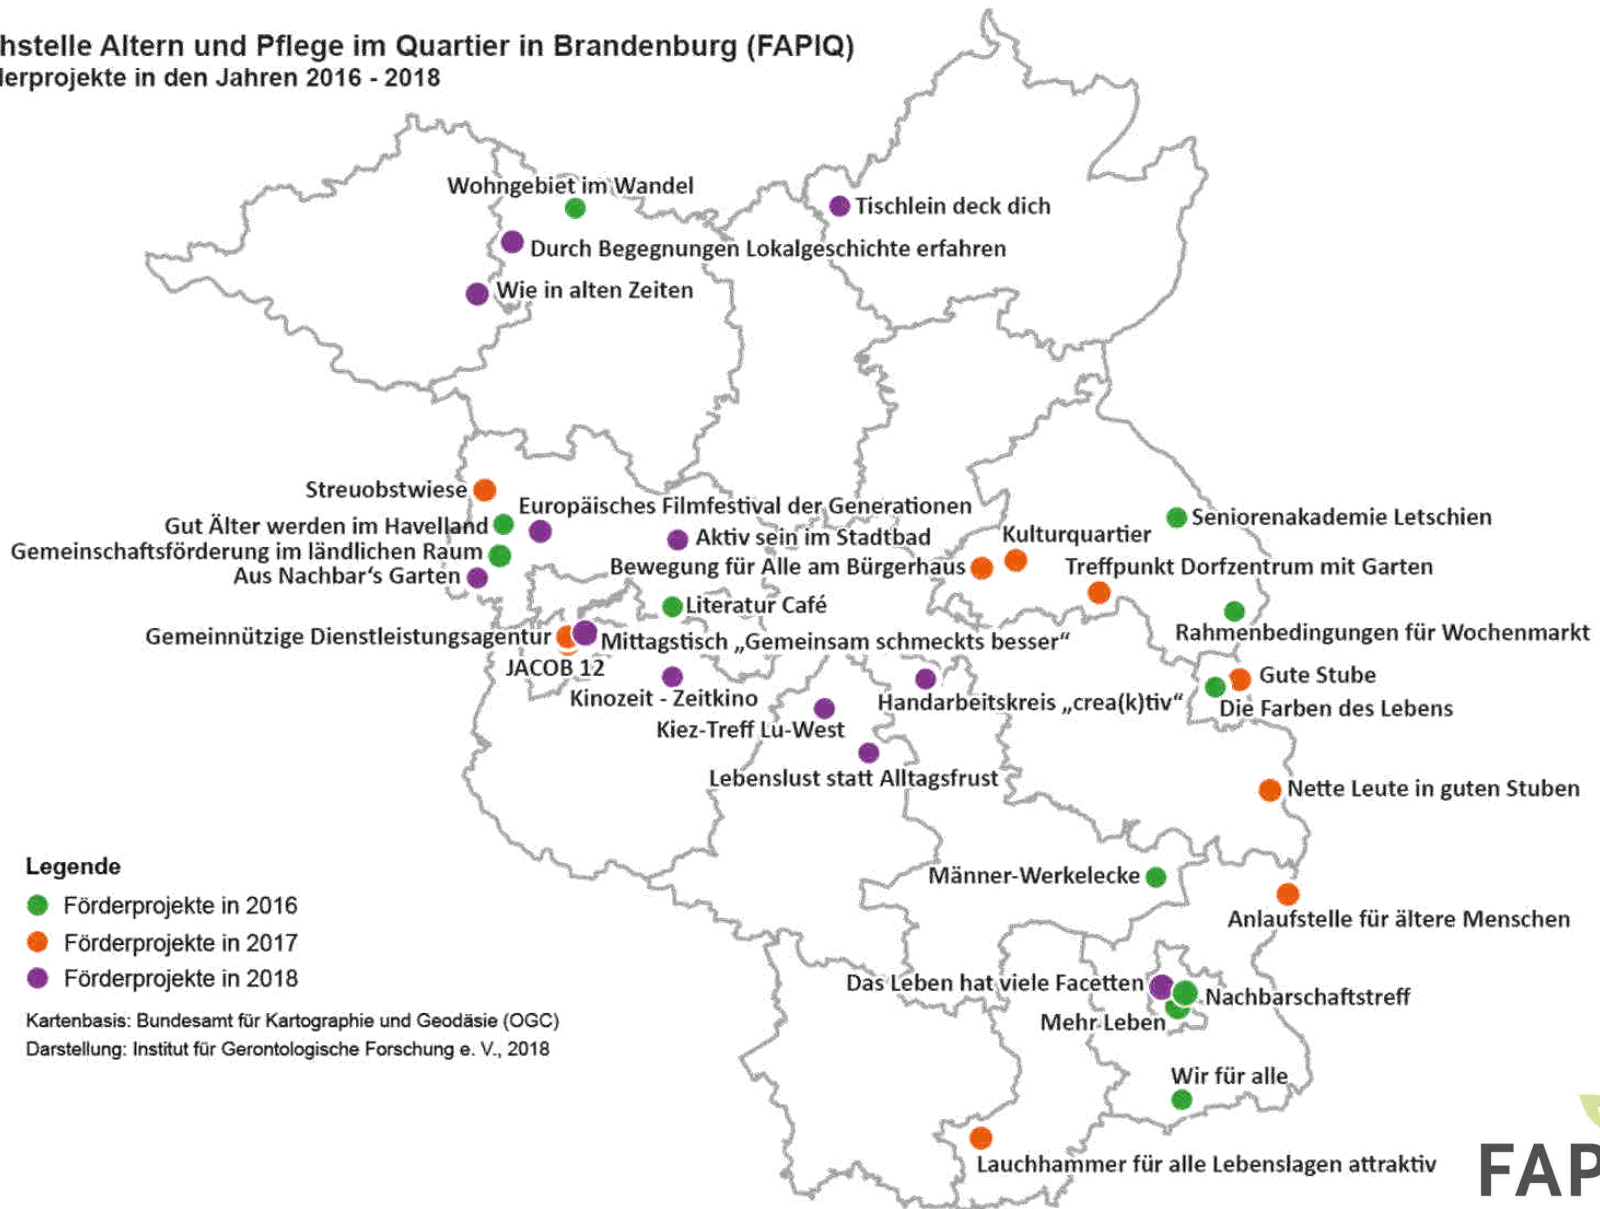 hstelle Altern und Pflege im Quartier in Brandenburg (FAPIQ)
derprojekte in den Jahren 2016 - 2018
Wohngebiet im Wandel
Tischlein deck dich
Durch Begegnungen Lokalgeschichte erfahren
Wie in alten Zeiten
Streuobstwiese
Europäisches Filmfestival der Generationen
Gut Älter werden im Havelland
Aktiv sein im Stadtbad
Seniorenakademie Letschien
Kulturquartier
Gemeinschaftsförderung im ländlichen Raum
Bewegung für Alle am Bürgerhaus
Treffpunkt Dorfzentrum mit Garten
Aus Nachbar's Garten
Literatur Café
Gemeinnützige Dienstleistungsagentur
Mittagstisch „Gemeinsam schmeckts besser“
Rahmenbedingungen für Wochenmarkt
JACOB 12
Gute Stube
Kinozeit - Zeitkino
Handarbeitskreis „crea(k)tiv“
Die Farben des Lebens
Kiez-Treff Lu-West
Lebenslust statt Alltagsfrust
Nette Leute in guten Stuben
Männer-Werkelecke
Anlaufstelle für ältere Menschen
Das Leben hat viele Facetten
Nachbarschaftstreff
Mehr Leben
Wir für alle
Lauchhammer für alle Lebenslagen attraktiv
Legende
Förderprojekte in 2016
Förderprojekte in 2017
Förderprojekte in 2018
Kartenbasis: Bundesamt für Kartographie und Geodäsie (OGC)
Darstellung: Institut für Gerontologische Forschung e. V., 2018
FAP